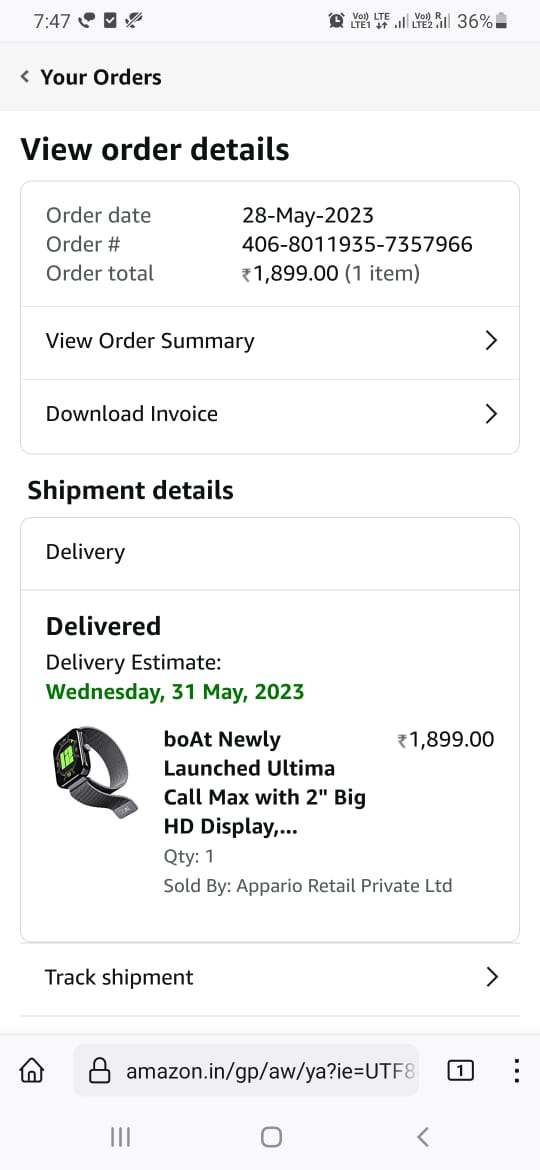 7:47
Vo)) LTE
LTE1
Vo)) R
LTE2
36%
Your Orders
View order details
Order date 28-May-2023
Order # 406-8011935-7357966
Order total ₹1,899.00 (1 item)
View Order Summary
Download Invoice
Shipment details
Delivery
Delivered
Delivery Estimate:
Wednesday, 31 May, 2023
boAt Newly ₹1,899.00
Launched Ultima
Call Max with 2" Big
HD Display,...
Qty: 1
Sold By: Appario Retail Private Ltd
Track shipment
amazon.in/gp/aw/ya?ie=UTF8
1